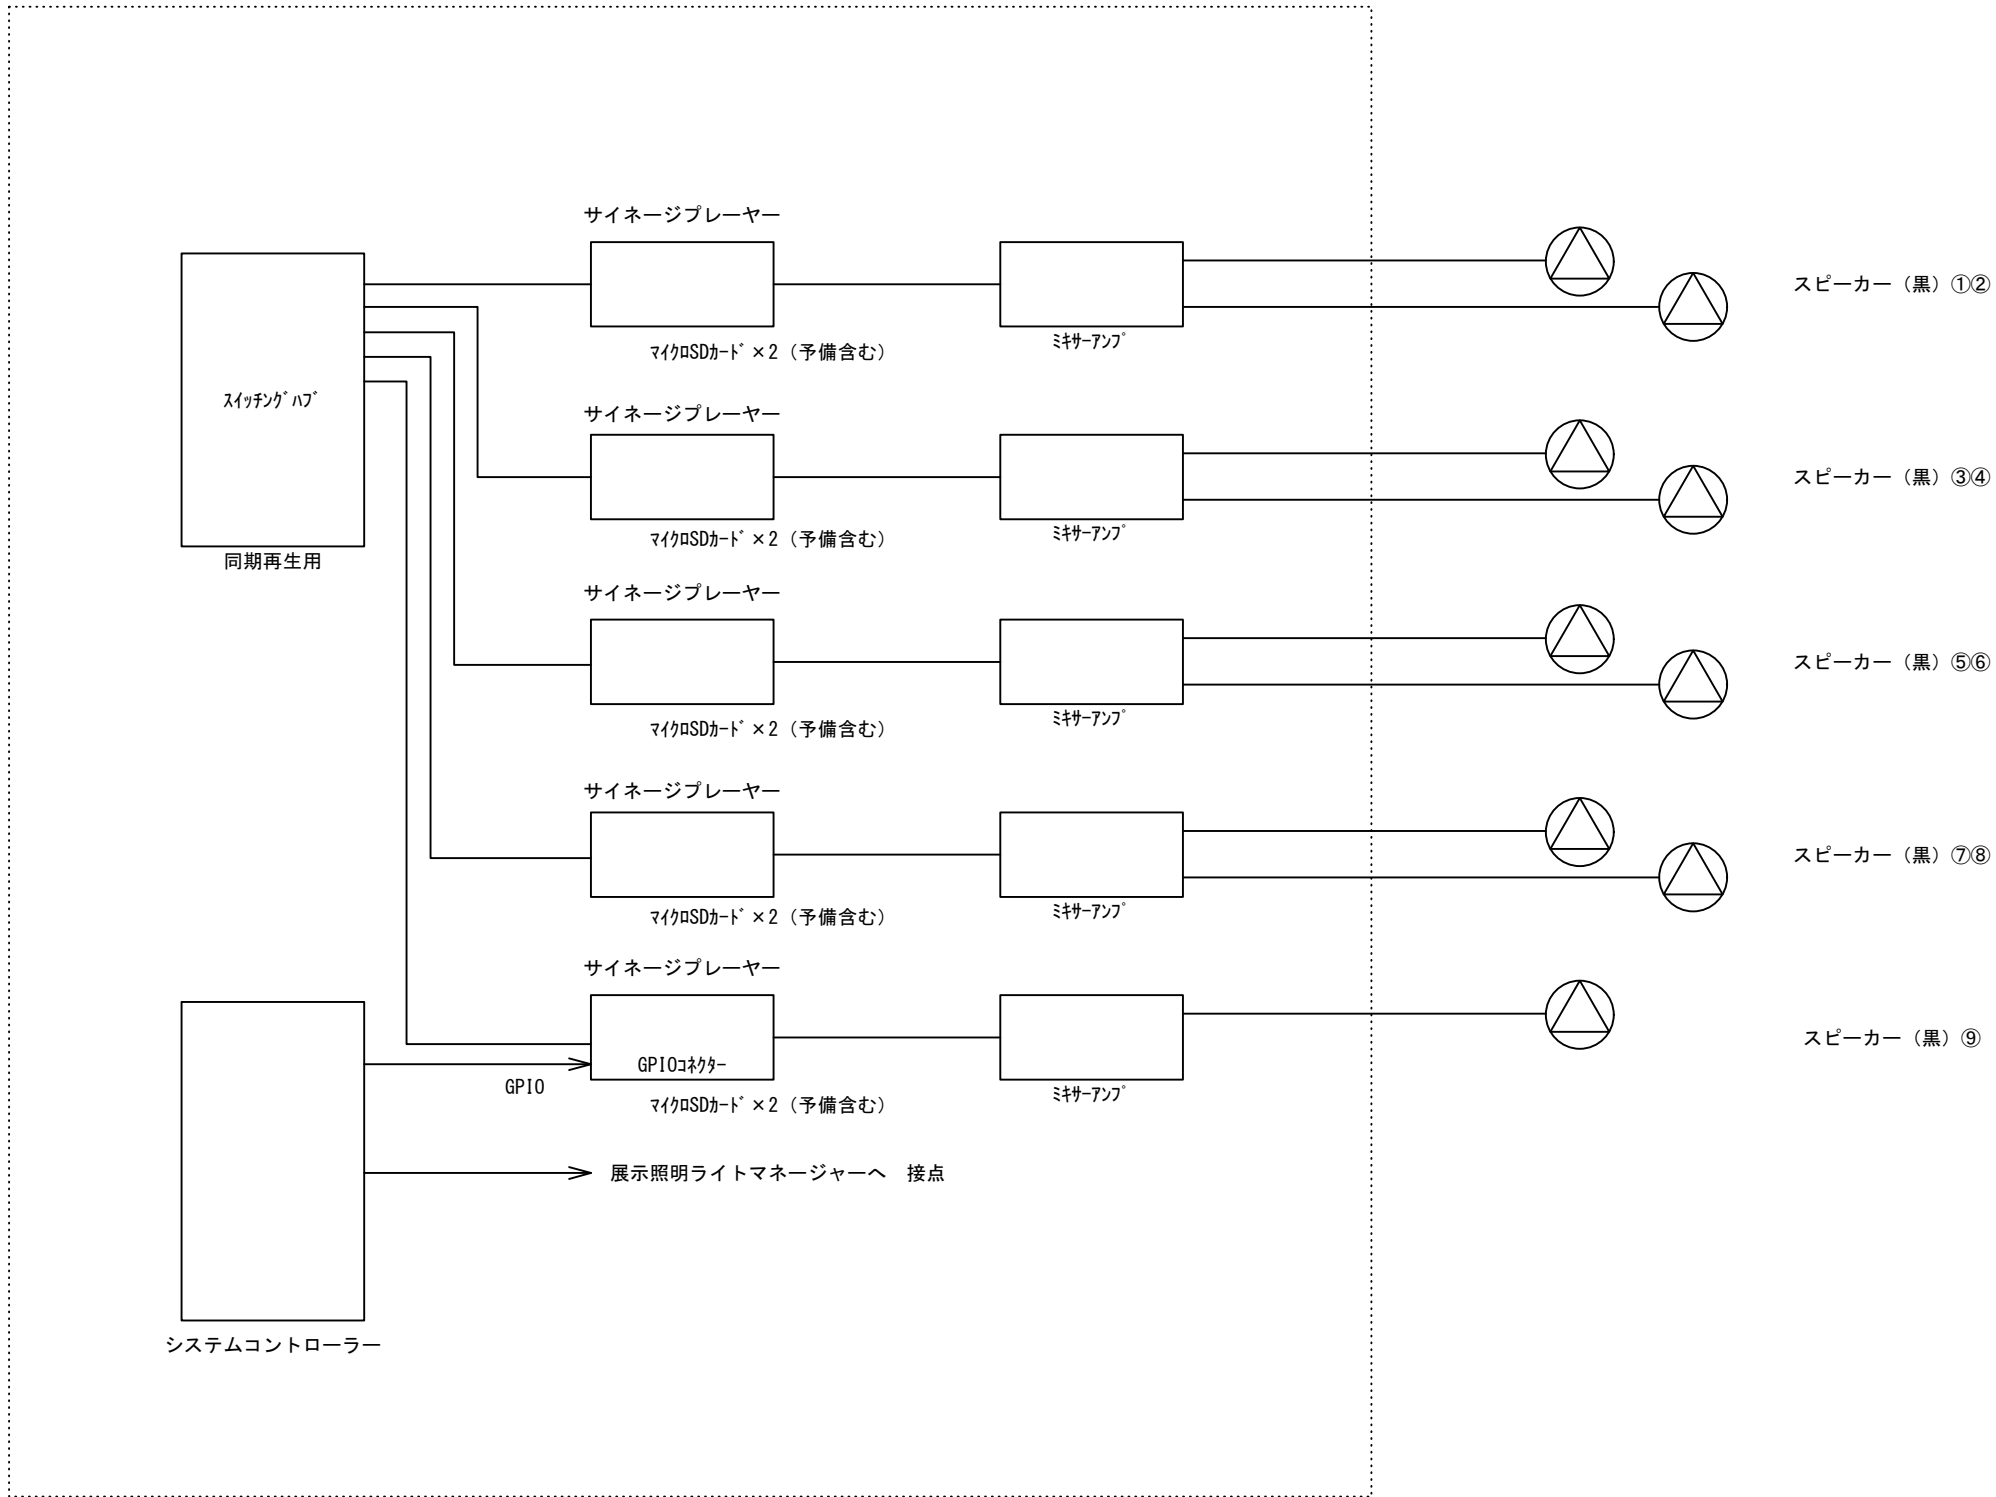 サイネージプレーヤー
スピーカー（黒）①②
ﾐｷｻｰｱﾝﾌﾟ
ﾏｲｸﾛSDｶｰﾄﾞ×2（予備含む）
ｽｲｯﾁﾝｸﾞﾊﾌﾞ
サイネージプレーヤー
スピーカー（黒）③④
ﾐｷｻｰｱﾝﾌﾟ
ﾏｲｸﾛSDｶｰﾄﾞ×2（予備含む）
同期再生用
サイネージプレーヤー
スピーカー（黒）⑤⑥
ﾐｷｻｰｱﾝﾌﾟ
ﾏｲｸﾛSDｶｰﾄﾞ×2（予備含む）
サイネージプレーヤー
スピーカー（黒）⑦⑧
ﾐｷｻｰｱﾝﾌﾟ
ﾏｲｸﾛSDｶｰﾄﾞ×2（予備含む）
サイネージプレーヤー
スピーカー（黒）⑨
GPIOｺﾈｸﾀｰ
GPIO
ﾐｷｻｰｱﾝﾌﾟ
ﾏｲｸﾛSDｶｰﾄﾞ×2（予備含む）
展示照明ライトマネージャーへ　接点
システムコントローラー